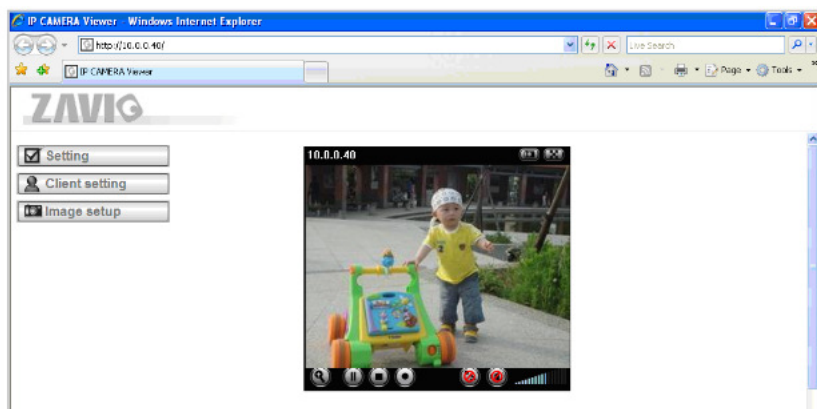 IP CAMERA Viewer - Windows Internet Explorer
http://10.0.0.40/
Live Search
IP CAMERA Viewer
Page
Tools
ZAVIO
Setting
10.0.0.40
Client setting
Image setup